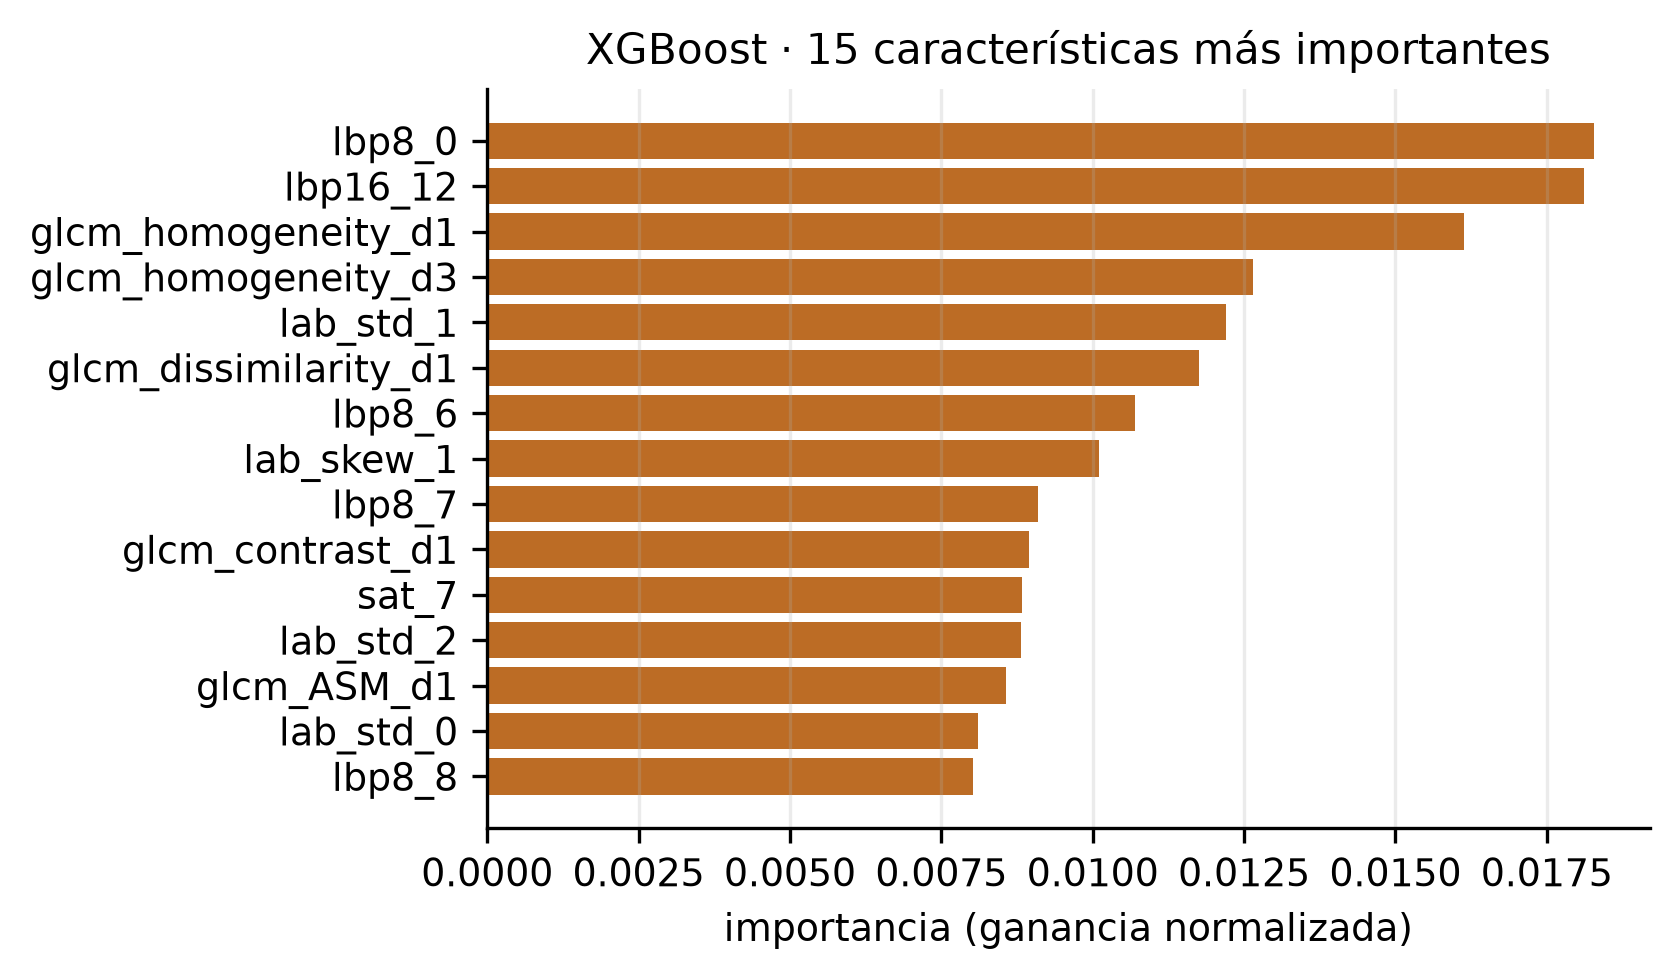 XGBoost · 15 características más importantes
lbp8_0
lbp16_12
glcm_homogeneity_d1
glcm_homogeneity_d3
lab_std_1
glcm_dissimilarity_d1
lbp8_6
lab_skew_1
lbp8_7
glcm_contrast_d1
sat_7
lab_std_2
glcm_ASM_d1
lab_std_0
lbp8_8
0.0000 0.0025 0.0050 0.0075 0.0100 0.0125 0.0150 0.0175
importancia (ganancia normalizada)